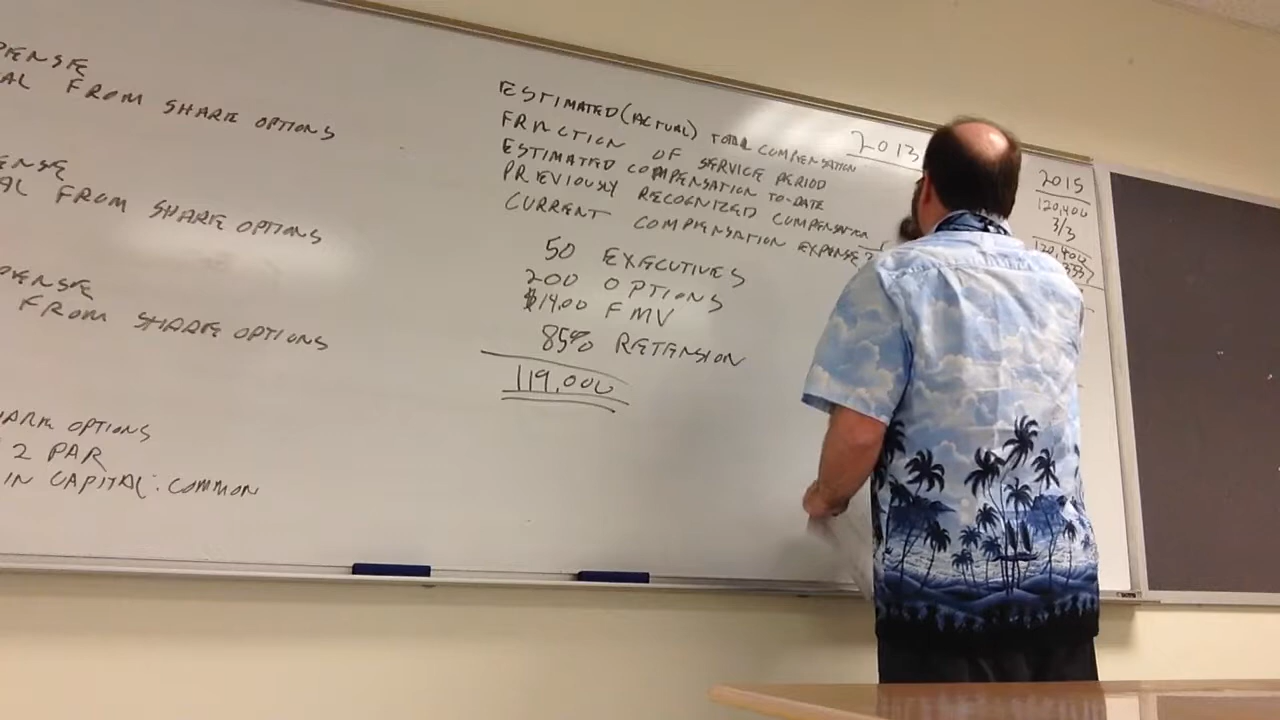 PENSE
AL FROM SHARE OPTIONS
ENSE
AL FROM SHARE OPTIONS
PENSE
FROM SHARE OPTIONS
HARE OPTIONS
2 PAR
IN CAPITAL: COMMON
ESTIMATED (ACTUAL) TOTAL COMPENSATION
FRACTION OF SERVICE PERIOD
ESTIMATED COMPENSATION TO-DATE
PREVIOUSLY RECOGNIZED COMPENSATION
CURRENT COMPENSATION EXPENSE
50 EXECUTIVES
200 OPTIONS
$14.00 FMV
85% RETENSION
119,000
2013
2015
120,400
3/3
120,400